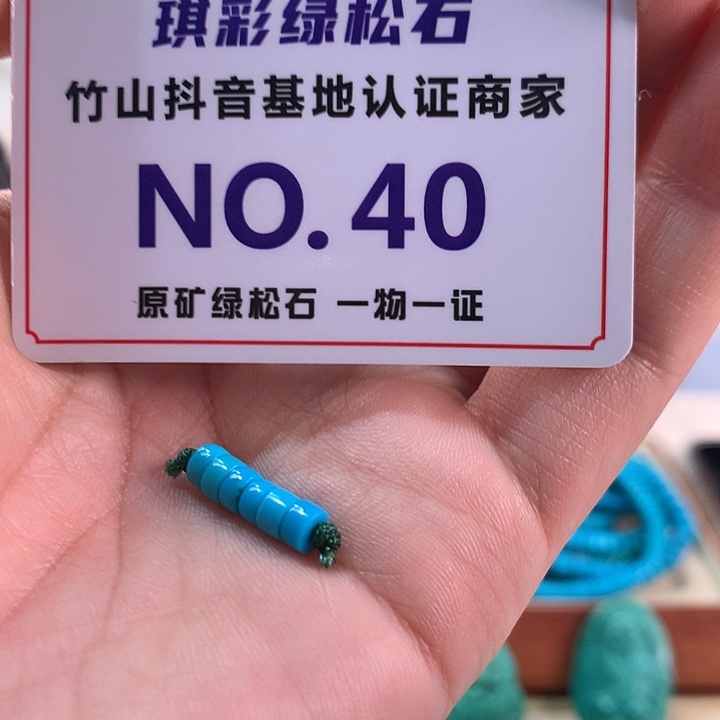 琪彩绿松石
竹山抖音基地认证商家
NO. 40
原矿绿松石 一物一证